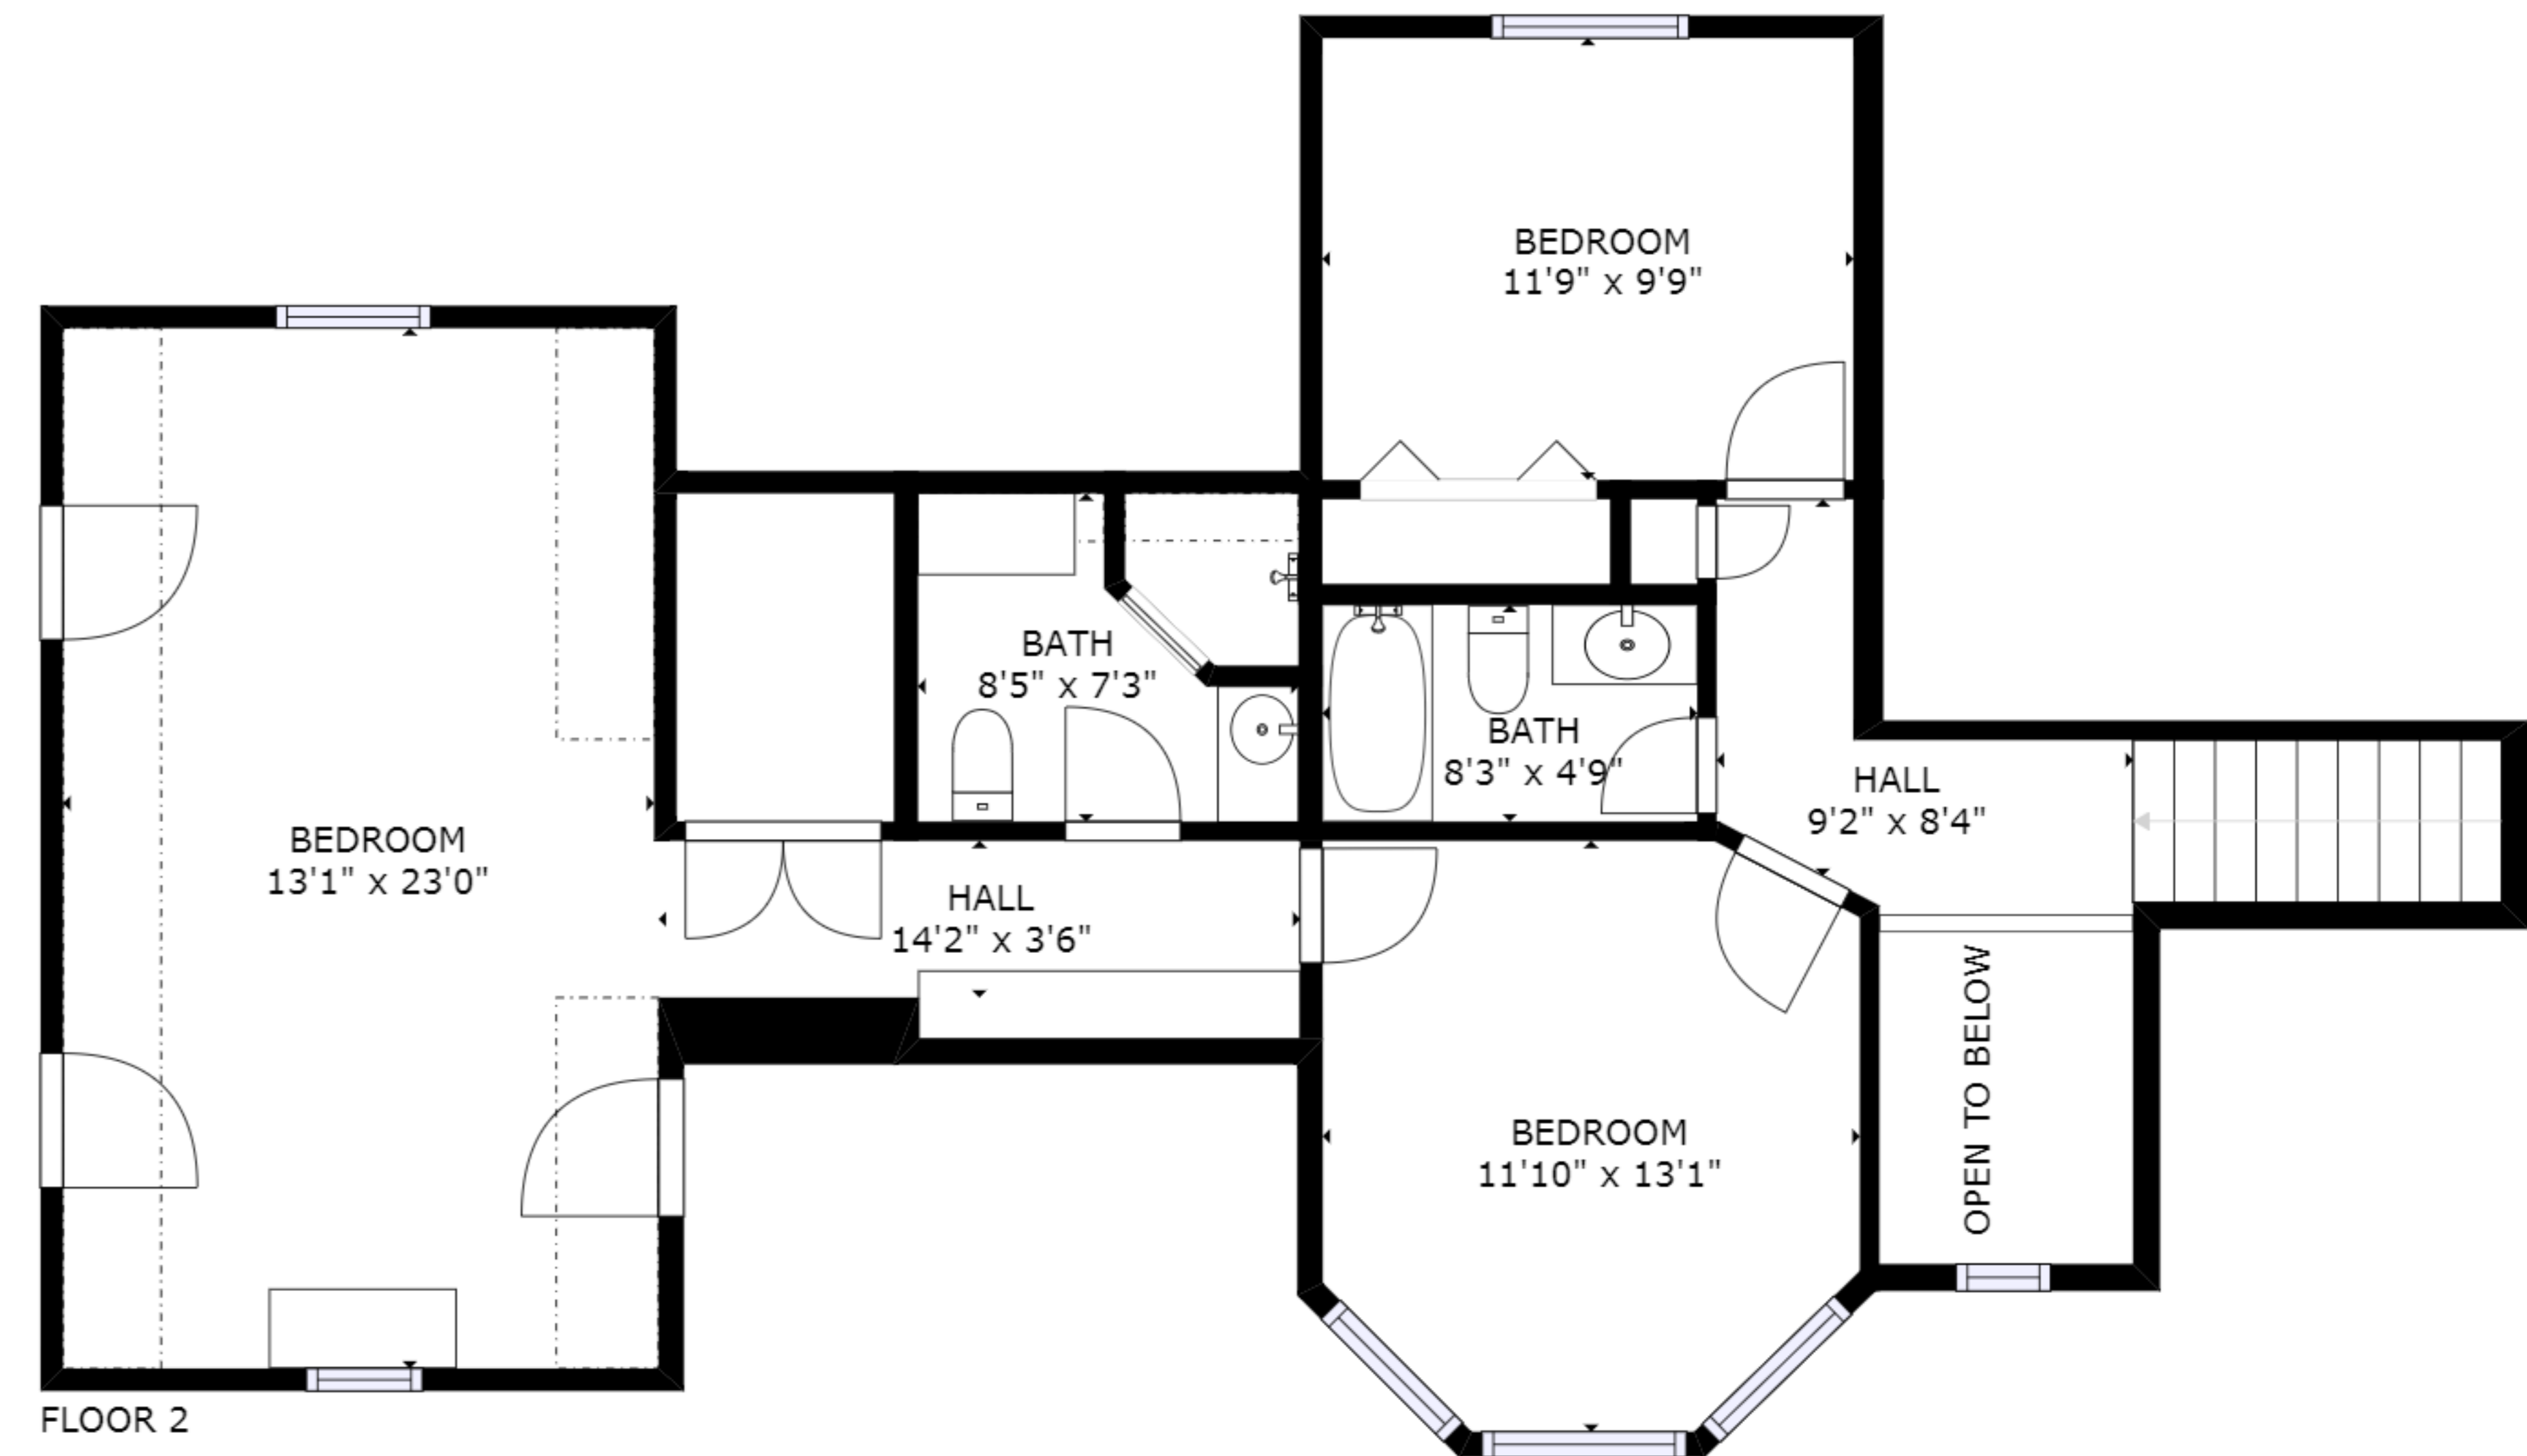 BEDROOM
11'9" x 9'9"
BATH
8'5" x 7'3"
BATH
8'3" x 4'9"
HALL
9'2" x 8'4"
BEDROOM
13'1" x 23'0"
HALL
14'2" x 3'6"
OPEN TO BELOW
BEDROOM
11'10" x 13'1"
FLOOR 2